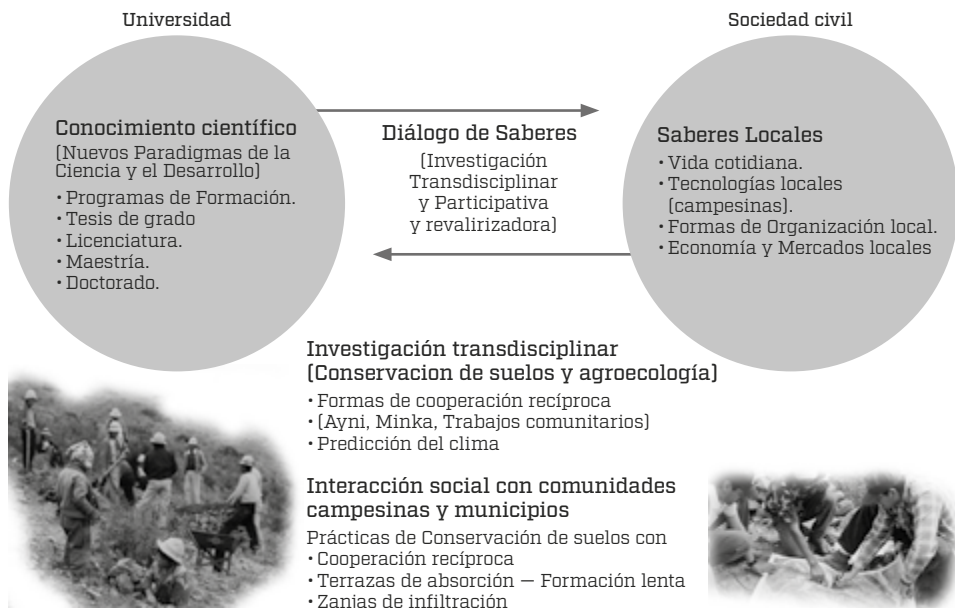 Universidad
Sociedad civil
Conocimiento científico
(Nuevos Paradigmas de la
Ciencia y el Desarrollo)
• Programas de Formación.
• Tesis de grado
• Licenciatura.
• Maestría.
• Doctorado.
Diálogo de Saberes
(Investigación
Transdisciplinar
y Participativa
y revalirizadora)
Saberes Locales
• Vida cotidiana.
• Tecnologías locales
(campesinas).
• Formas de Organización local.
• Economía y Mercados locales
Investigación transdisciplinar
(Conservacion de suelos y agroecología)
• Formas de cooperación recíproca
• (Ayni, Minka, Trabajos comunitarios)
• Predicción del clima
Interacción social con comunidades
campesinas y municipios
Prácticas de Conservación de suelos con
• Cooperación recíproca
• Terrazas de absorción — Formación lenta
• Zanjas de infiltración